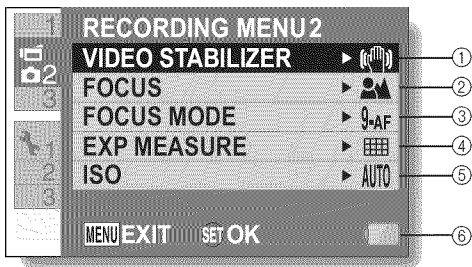 1 RECORDING MENU 2
VIDEO STABILIZER ①
2 FOCUS ②
3 FOCUS MODE 9-AF ③
1 EXP MEASURE ④
2 ISO AUTO ⑤
3
MENU EXIT SET OK ⑥